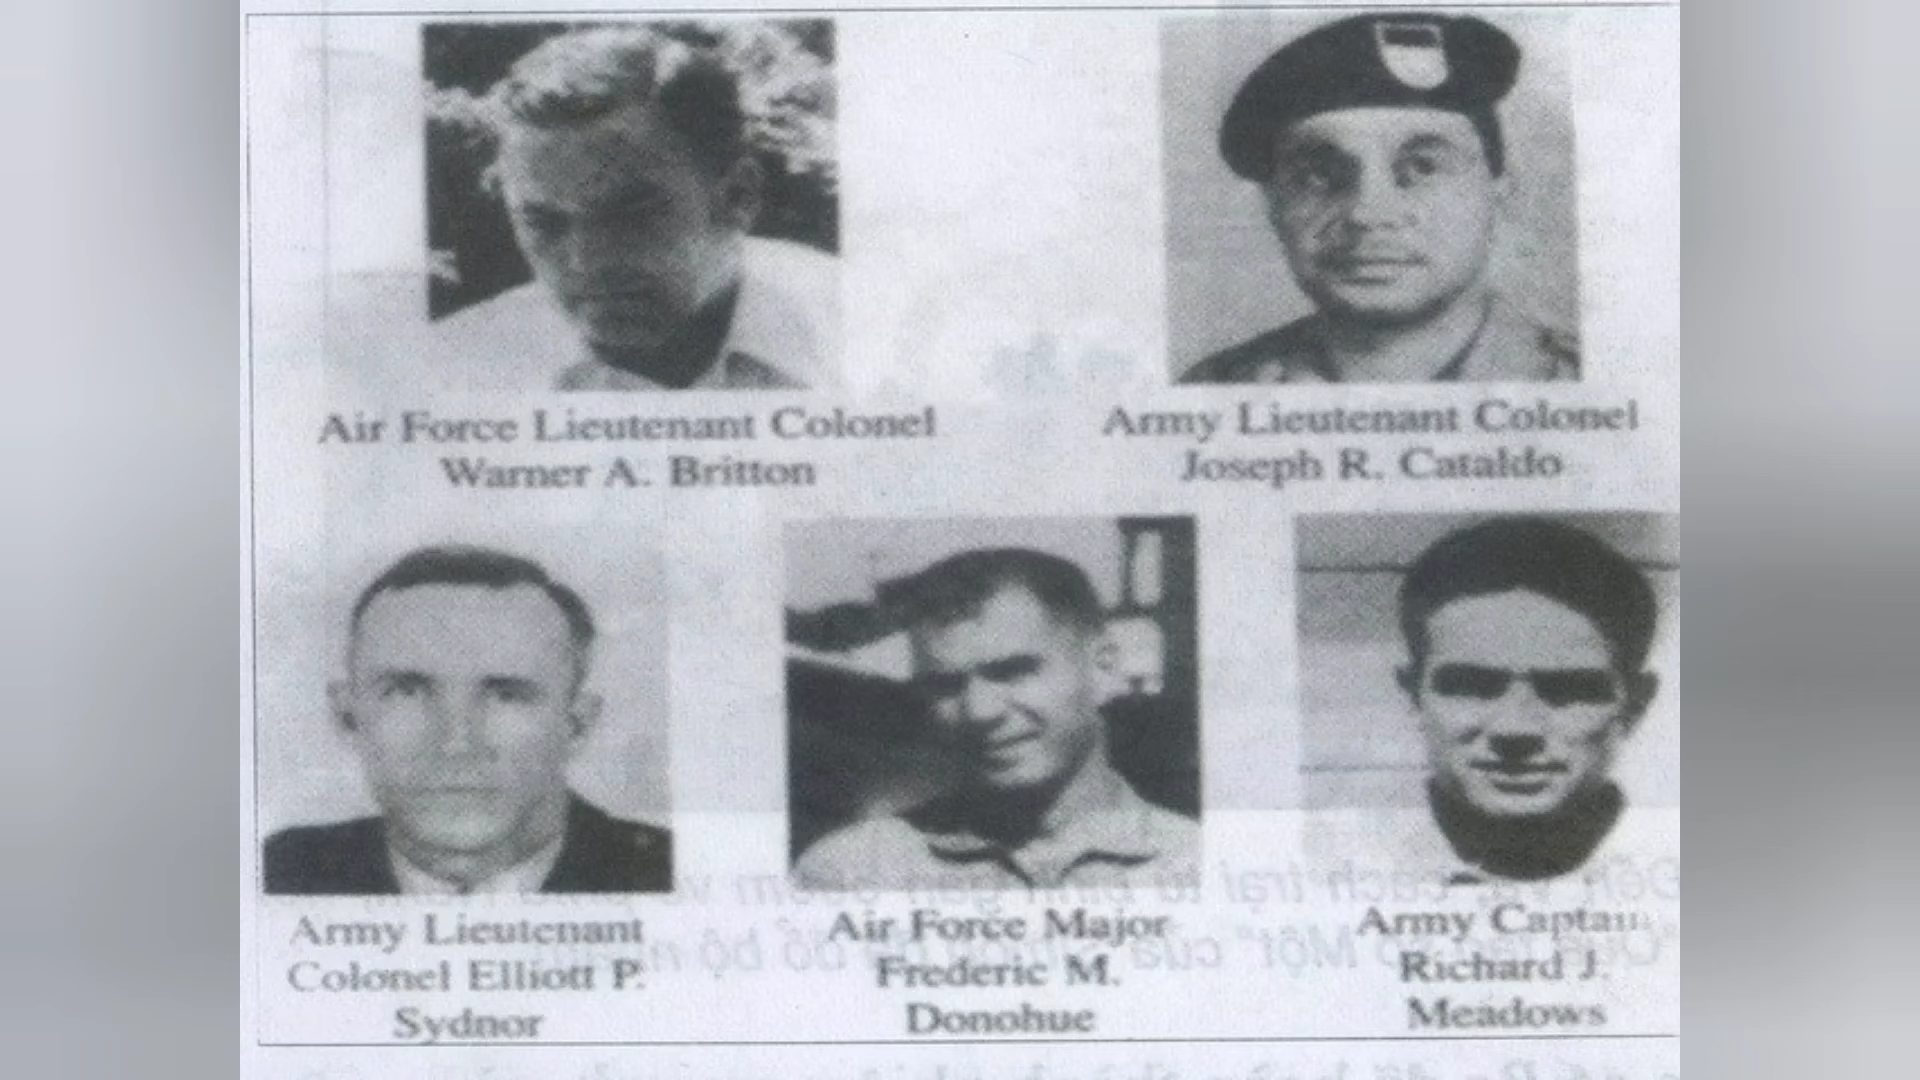 Air Force Lieutenant Colonel
Warner A. Britton
Army Lieutenant Colonel
Joseph R. Cataldo
Army Lieutenant
Colonel Elliott P.
Sydnor
Air Force Major
Frederic M.
Donohue
Army Captain
Richard J.
Meadows